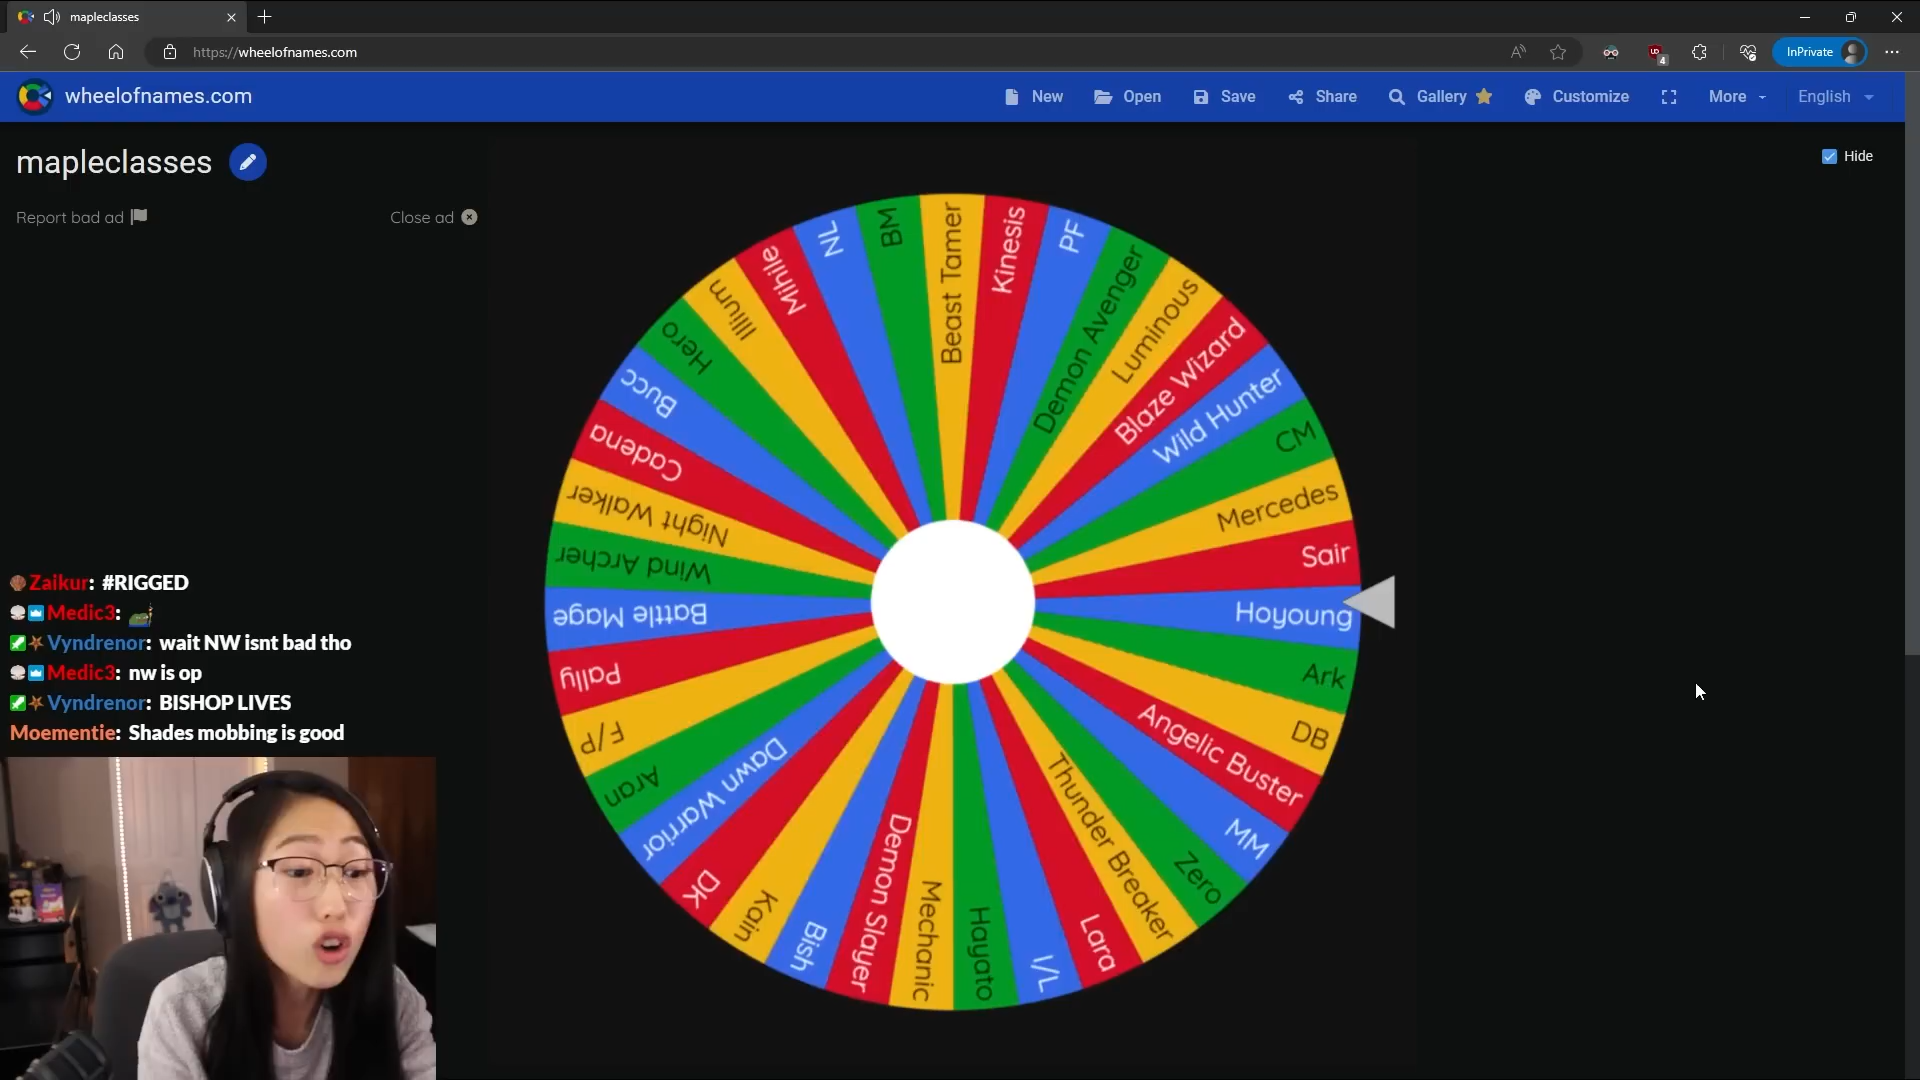 mapleclasses
https://wheelofnames.com
4
InPrivate
wheelofnames.com
New
Open
Save
Share
Gallery
Customize
More
English
mapleclasses
Hide
Report bad ad
Close ad
Beast Tamer
Kinesis
PF
Demon Avenger
Luminous
Blaze Wizard
Wild Hunter
CM
Mercedes
Sair
Hoyoung
Ark
DB
Angelic Buster
MM
Zero
Thunder Breaker
Lara
I/L
Hayato
Mechanic
Demon Slayer
Bish
Kain
DK
Dawn Warrior
Aran
F/P
Pally
Battle Mage
Wind Archer
Night Walker
Cadena
Bucc
Hero
Illium
Mihile
NL
BM
Zaikur: #RIGGED
Medic3:
Vyndrenor: wait NW isnt bad tho
Medic3: nw is op
Vyndrenor: BISHOP LIVES
Moementie: Shades mobbing is good